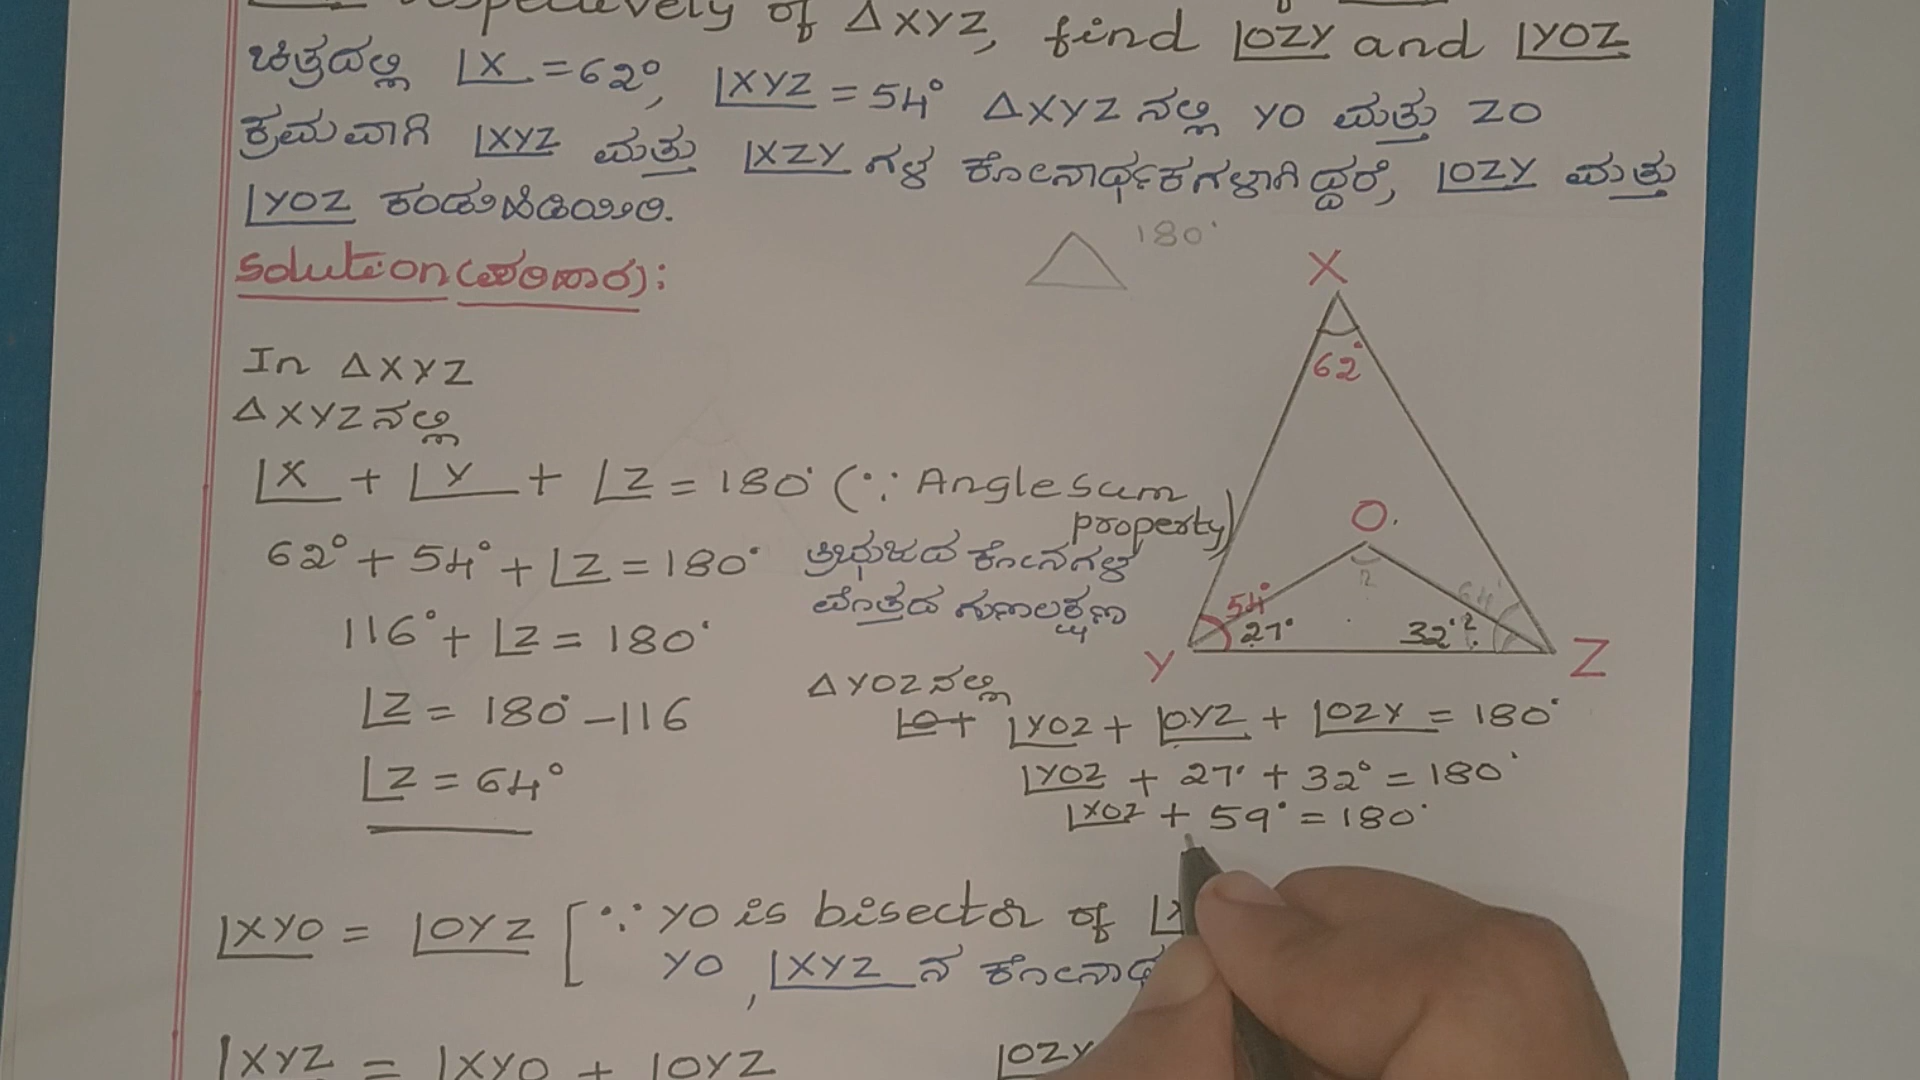 respectively of ΔXYZ, find ∠OZY and ∠YOZ
ಚಿತ್ರದಲ್ಲಿ ∠X = 62°, ∠XYZ = 54° ΔXYZ ನಲ್ಲಿ YO ಮತ್ತು ZO
ಕ್ರಮವಾಗಿ ∠XYZ ಮತ್ತು ∠XZY ಗಳ ಕೋನಾರ್ಧಕಗಳಾಗಿದ್ದರೆ, ∠OZY ಮತ್ತು
∠YOZ ಕಂಡುಹಿಡಿಯಿರಿ.
Solution (ಪರಿಹಾರ):
180°
X
62°
O.
54°
27°
64°
32° ?
Y
Z
In ΔXYZ
ΔXYZ ನಲ್ಲಿ
∠X + ∠Y + ∠Z = 180° (∵ Angle sum
property)
62° + 54° + ∠Z = 180°
ತ್ರಿಭುಜದ ಕೋನಗಳ
ಮೊತ್ತದ ಗುಣಲಕ್ಷಣ
116° + ∠Z = 180°
∠Z = 180° - 116
∠Z = 64°
ΔYOZ ನಲ್ಲಿ
∠YOZ + ∠OYZ + ∠OZY = 180°
∠YOZ + 27° + 32° = 180°
∠YOZ + 59° = 180°
∠XYO = ∠OYZ [∵ YO is bisector of
YO, ∠XYZ ನ
∠XYZ = ∠XYO + ∠OYZ
∠OZY